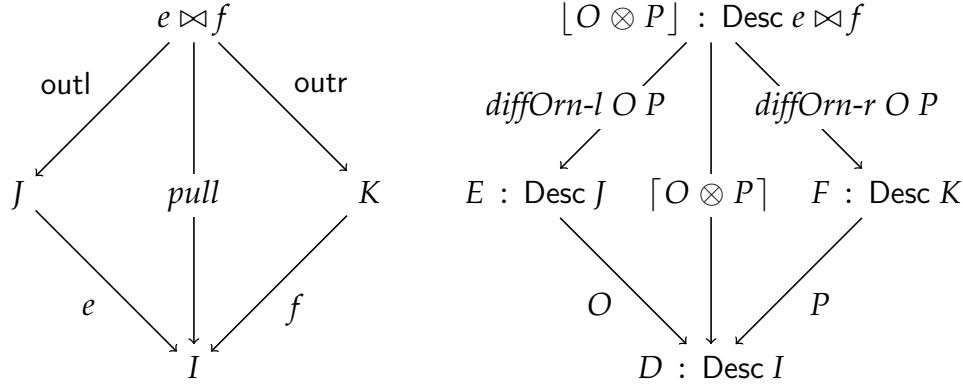 e ⋈ f ⌊O ⊗ P⌋ : Desc e ⋈ f
outl outr diffOrn-l O P diffOrn-r O P
J pull K E : Desc J ⌈O ⊗ P⌉ F : Desc K
e f O P
I D : Desc I